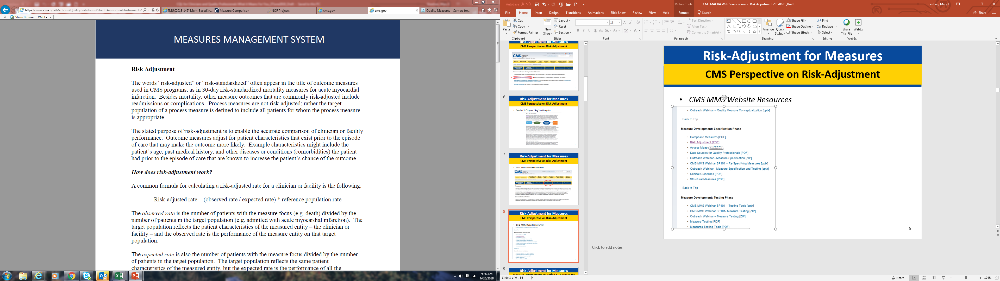 https://www.cms.gov/Medicare/Quality-Initiatives-Patient-Assessment-Instruments/
[MUC2018-145] Merit-Based In...
Measure Comparison
NQF Projects
cms.gov
cms.gov
Quality Measures - Centers for...
Share Browser WebEx
MEASURES MANAGEMENT SYSTEM
Risk Adjustment
The words “risk-adjusted” or “risk-standardized” often appear in the title of outcome measures
used in CMS programs, as in 30-day risk-standardized mortality measures for acute myocardial
infarction. Besides mortality, other measure outcomes that are commonly risk-adjusted include
readmissions or complications. Process measures are not risk-adjusted; rather the target
population of a process measure is defined to include all patients for whom the process measure
is appropriate.
The stated purpose of risk-adjustment is to enable the accurate comparison of clinician or facility
performance. Outcome measures adjust for patient characteristics that exist prior to the episode
of care that may make the outcome more likely. Example characteristics might include the
patient’s age, past medical history, and other diseases or conditions (comorbidities) the patient
had prior to the episode of care that are known to increase the patient’s chance of the outcome.
How does risk-adjustment work?
A common formula for calculating a risk-adjusted rate for a clinician or facility is the following:
Risk-adjusted rate = (observed rate / expected rate) * reference population rate
The observed rate is the number of patients with the measure focus (e.g. death) divided by the
number of patients in the target population (e.g. admitted with acute myocardial infarction). The
target population reflects the patient characteristics of the measured entity – the clinician or
facility – and the observed rate is the performance of the measure entity on that target
population.
The expected rate is also the number of patients with the measure focus divided by the number
of patients in the target population. The target population reflects the same patient
characteristics of the measured entity, but the expected rate is the performance of all the
9:26 AM
6/20/2018
AutoSave Off
Picture Tools
CMS MACRA Web Series Romano Risk Adjustment 20170621_Draft
Sheehan, Mary E
File Home Insert Design Transitions Animations Slide Show Review View Help Format Search
Share
Paste
Cut
Copy
Format Painter
Clipboard
New
Slide
Layout
Reset
Section
Slides
18
Font
Text Direction
Align Text
Convert to SmartArt
Paragraph
Arrange
Quick
Styles
Shape Fill
Shape Outline
Shape Effects
Drawing
Find
Replace
Select
Editing
Share
This File
WebEx
WebEx
Risk-Adjustment for Measures
CMS Perspective on Risk-Adjustment
CMS.gov
6
Risk-Adjustment for Measures
CMS Perspective on Risk-Adjustment
• Section 3, Chapter 19 of the Blueprint
7
Risk-Adjustment for Measures
CMS Perspective on Risk-Adjustment
• CMS MMS Website Resources
CMS.gov
Resources
8
Risk-Adjustment for Measures
CMS Perspective on Risk-Adjustment
• CMS MMS Website Resources
9
Risk-Adjustment for Measures
Measure Development Education & Outreach for
Risk-Adjustment for Measures
CMS Perspective on Risk-Adjustment
• CMS MMS Website Resources
• Outreach Webinar – Quality Measure Conceptualization [pptx]
Back to Top
Measure Development: Specification Phase
• Composite Measures [PDF]
• Risk Adjustment [PDF]
• Access Measu
Risk Adjustment
• Data Sources for Quality Professionals [PDF]
• Outreach Webinar - Measure Specification [ZIP]
• CMS MMS Webinar BP101 – Re-Specifying Measures [pptx]
• Outreach Webinar - Measure Specification and Testing [pptx]
• Clinical Guidelines [PDF]
• Structural Measures [PDF]
Back to Top
Measure Development: Testing Phase
• CMS MMS Webinar BP101 – Testing Tools [pptx]
• CMS MMS Webinar BP101- Measure Testing [ZIP]
• Outreach Webinar – Measure Testing [ZIP]
• Measure Testing [PDF]
• Measures Testing Tools [PDF]
8
Click to add notes
Slide 8 of 0 .. 36
Notes
104%